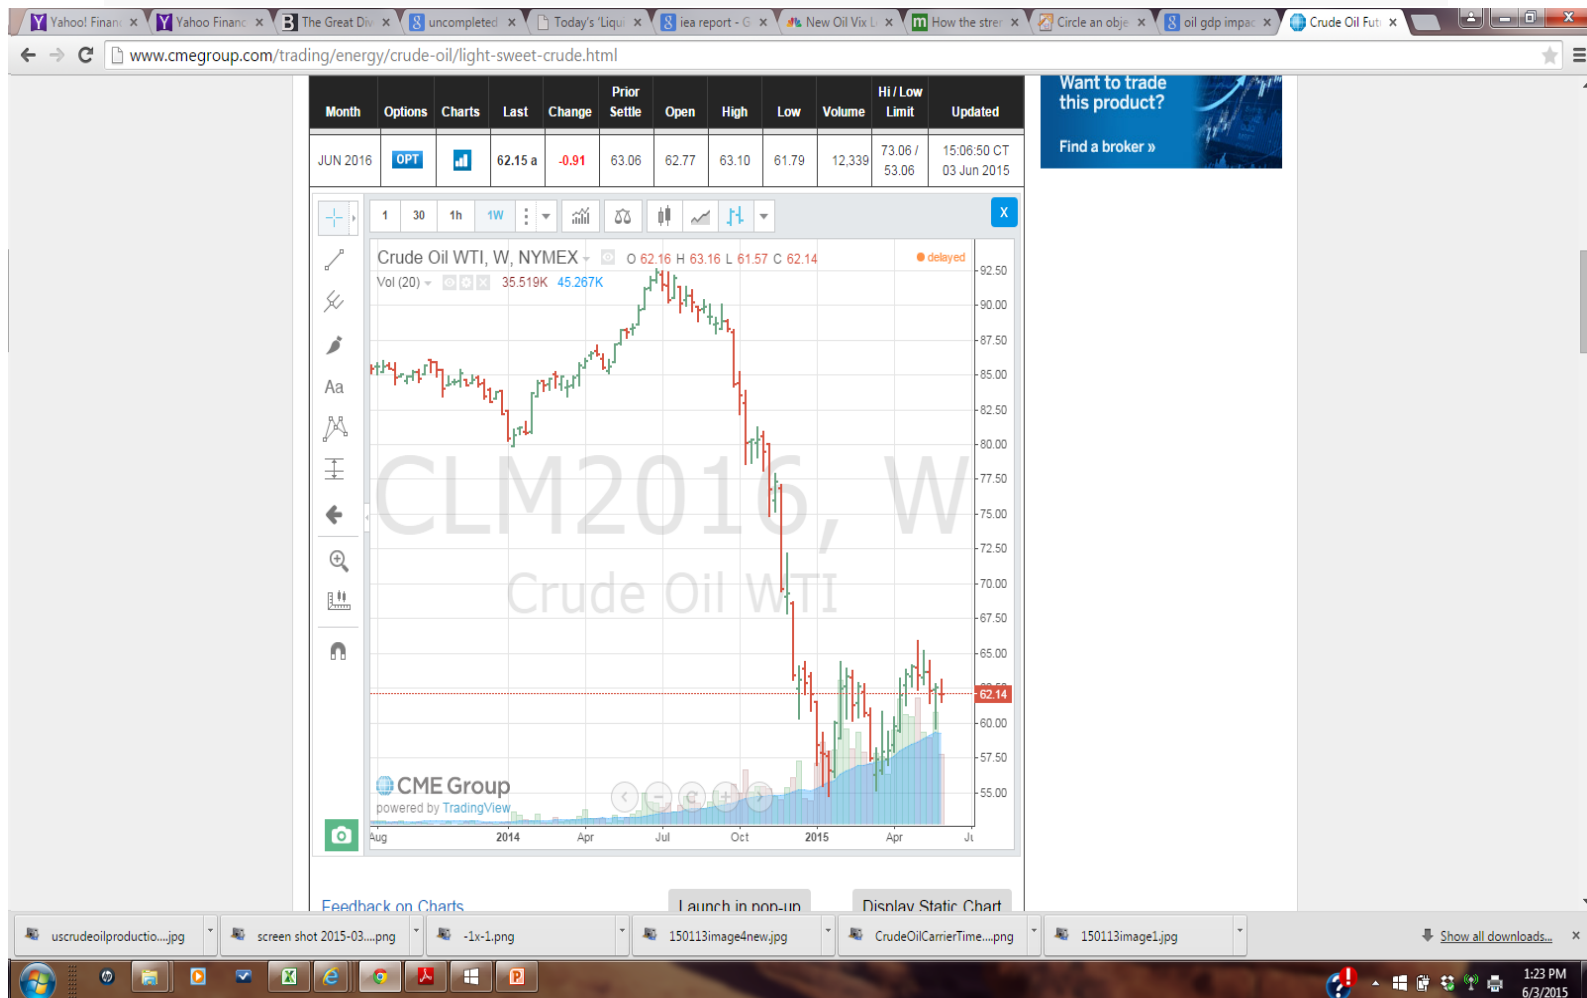 Yahoo! Financ
Yahoo Financ
The Great Div
uncompleted
Today's 'Liqui
iea report - G
New Oil Vix L
How the stren
Circle an obje
oil gdp impac
Crude Oil Fut
www.cmegroup.com/trading/energy/crude-oil/light-sweet-crude.html
Month Options Charts Last Change Prior Settle Open High Low Volume Hi / Low Limit Updated
JUN 2016 OPT 62.15 a -0.91 63.06 62.77 63.10 61.79 12,339 73.06 / 53.06 15:06:50 CT 03 Jun 2015
Want to trade
this product?
Find a broker »
1 30 1h 1W X
Crude Oil WTI, W, NYMEX O 62.16 H 63.16 L 61.57 C 62.14 delayed
Vol (20) 35.519K 45.267K
Aa
CLM2016, W
Crude Oil WTI
92.50
90.00
87.50
85.00
82.50
80.00
77.50
75.00
72.50
70.00
67.50
65.00
62.14
60.00
57.50
55.00
CME Group
powered by TradingView
Aug 2014 Apr Jul Oct 2015 Apr
Feedback on Charts Launch in pop-up Display Static Chart
uscrudeoilproductio....jpg
screen shot 2015-03....png
-1x-1.png
150113image4new.jpg
CrudeOilCarrierTime....png
150113image1.jpg
Show all downloads...
1:23 PM
6/3/2015